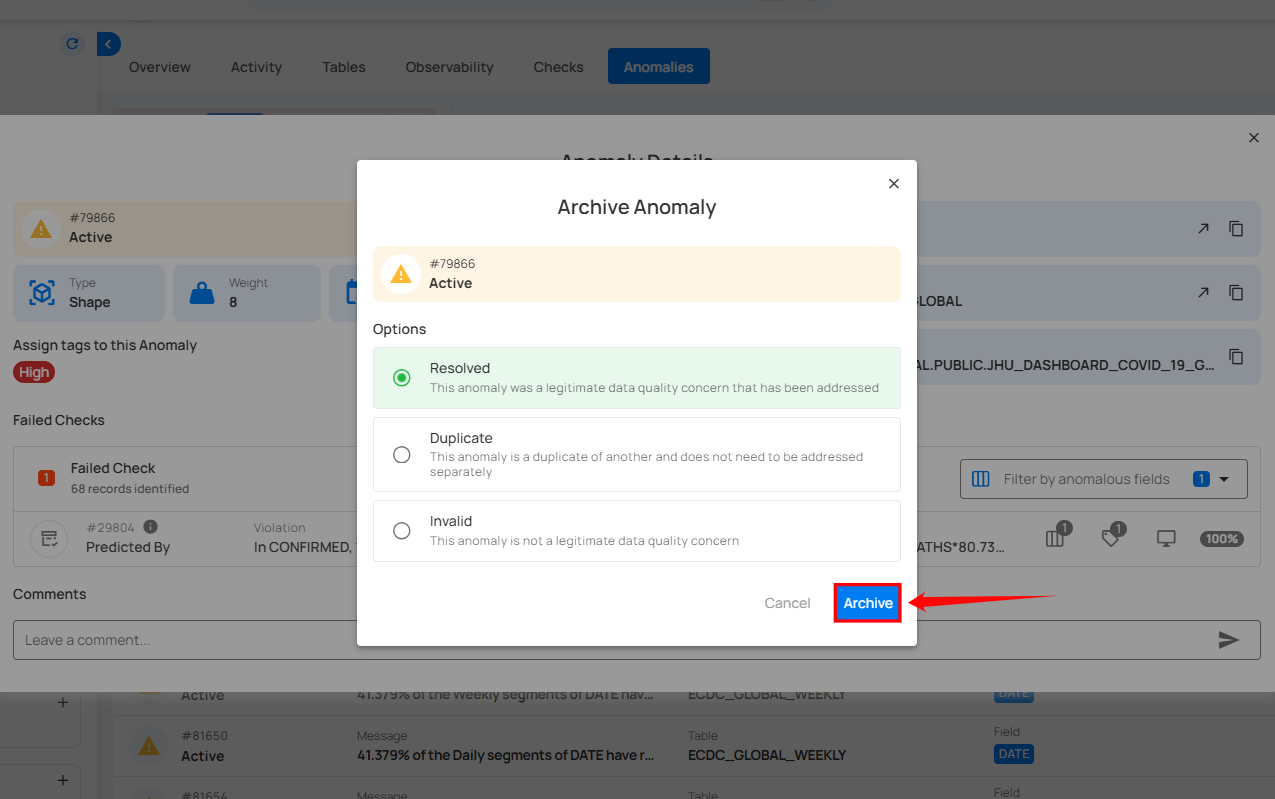 Overview Activity Tables Observability Checks Anomalies
Archive Anomaly
#79866
Active
Options
Resolved
This anomaly was a legitimate data quality concern that has been addressed
Duplicate
This anomaly is a duplicate of another and does not need to be addressed
separately
Invalid
This anomaly is not a legitimate data quality concern
Cancel Archive
Anomaly Details
#79866
Active
Type
Shape
Weight
8
GLOBAL
AL.PUBLIC.JHU_DASHBOARD_COVID_19_G...
Assign tags to this Anomaly
High
Failed Checks
1
Failed Check
68 records identified
Filter by anomalous fields 1
#29804
Predicted By
Violation
In CONFIRMED,
ATHS*80.73...
1
1
100%
Comments
Leave a comment...
Active 41.379% of the Weekly segments of DATE hav... ECDC_GLOBAL_WEEKLY DATE
#81650 Message Table Field
Active 41.379% of the Daily segments of DATE have r... ECDC_GLOBAL_WEEKLY DATE
#81654 Message Table Field